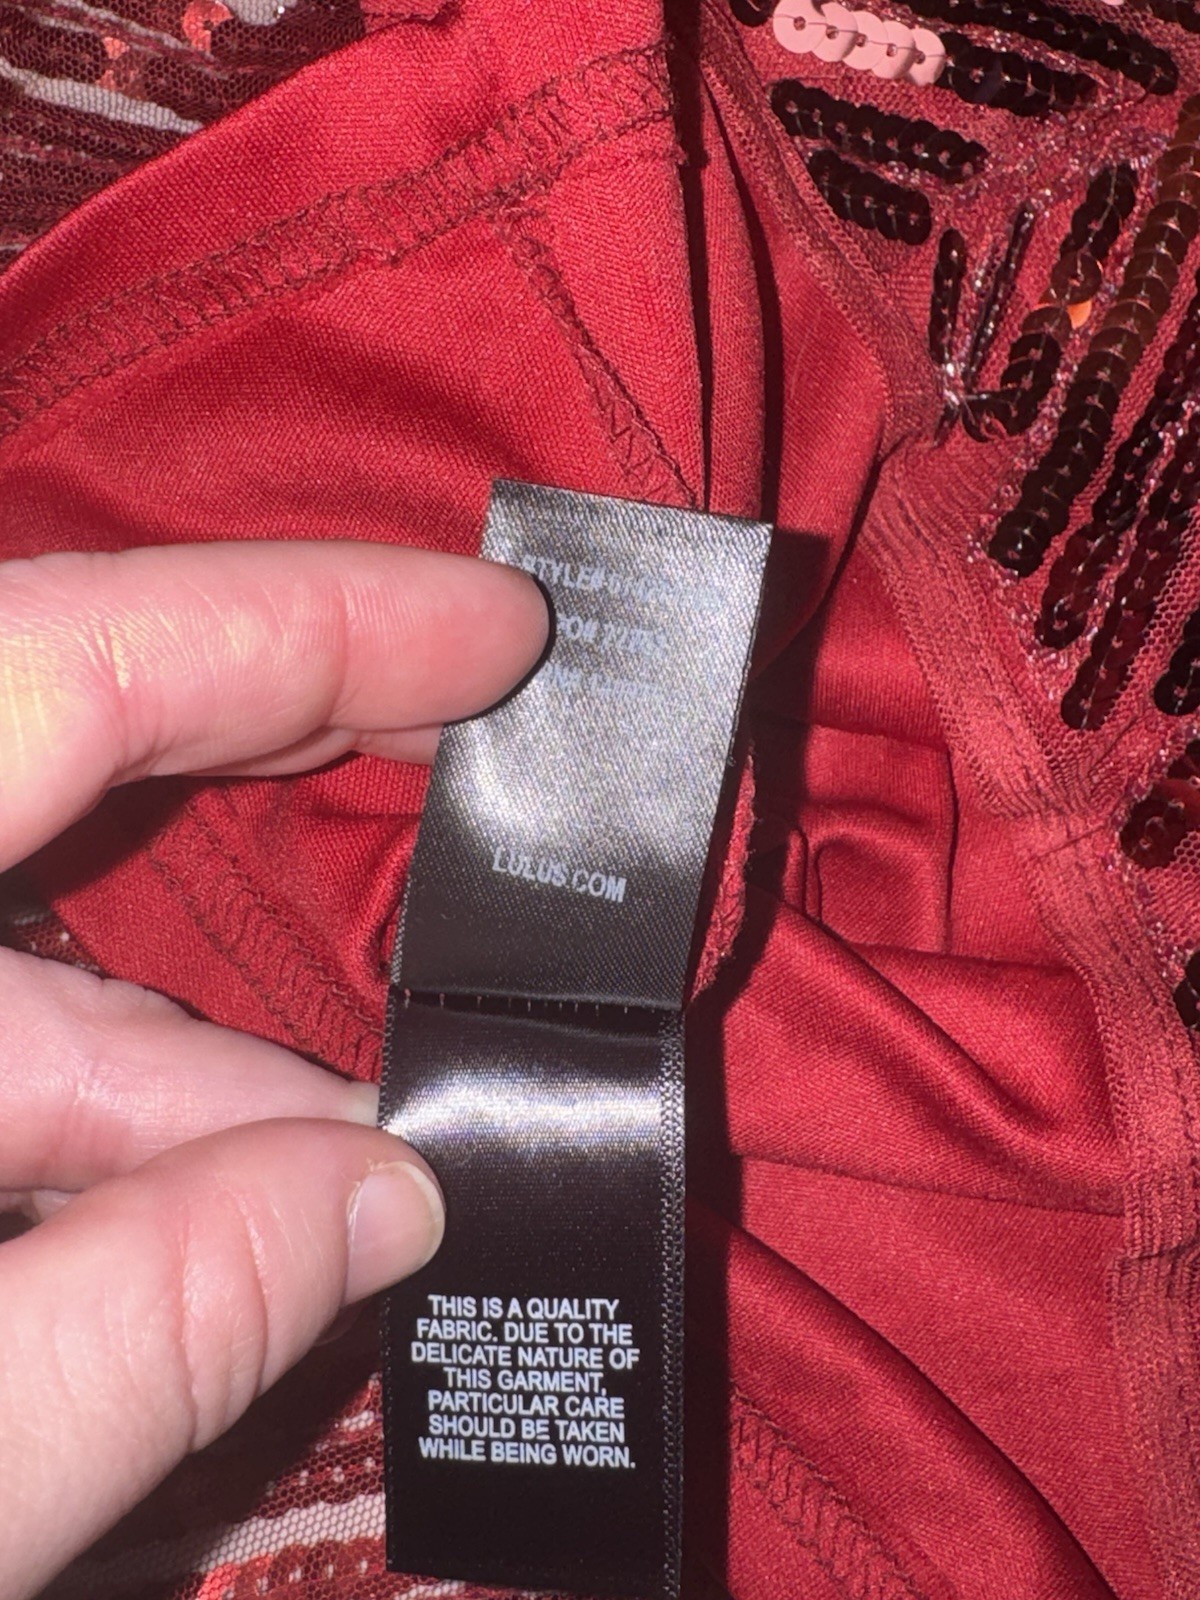 LULUS.COM
THIS IS A QUALITY
FABRIC. DUE TO THE
DELICATE NATURE OF
THIS GARMENT,
PARTICULAR CARE
SHOULD BE TAKEN
WHILE BEING WORN.